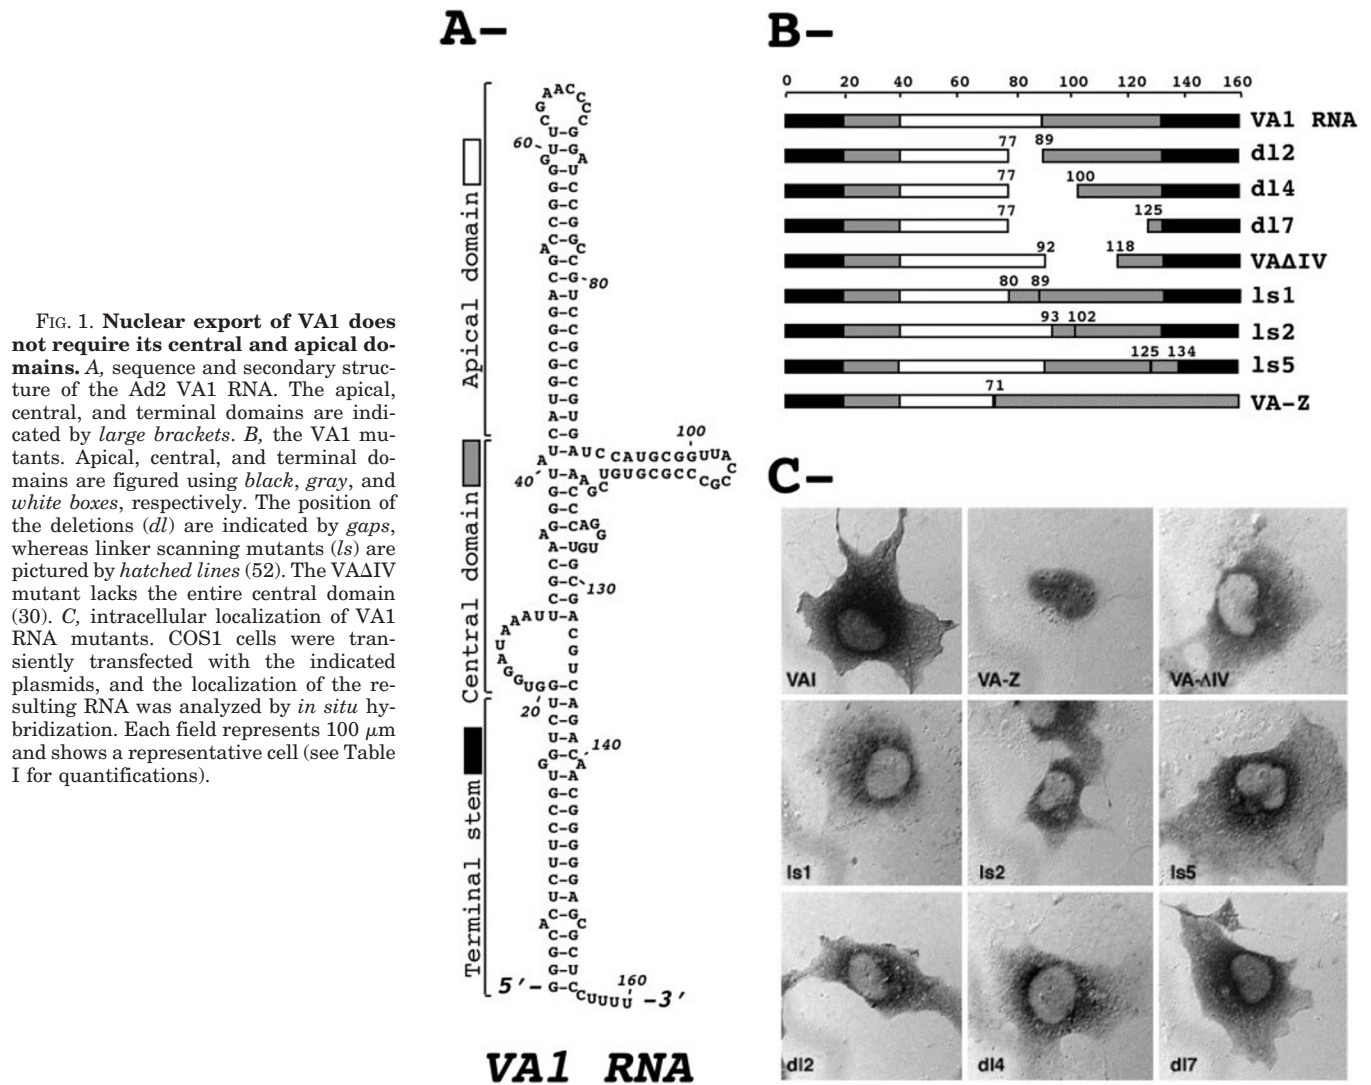 FIG. 1. Nuclear export of VA1 does
not require its central and apical do-
mains. A, sequence and secondary struc-
ture of the Ad2 VA1 RNA. The apical,
central, and terminal domains are indi-
cated by large brackets. B, the VA1 mu-
tants. Apical, central, and terminal do-
mains are figured using black, gray, and
white boxes, respectively. The position of
the deletions (dl) are indicated by gaps,
whereas linker scanning mutants (ls) are
pictured by hatched lines (52). The VAΔIV
mutant lacks the entire central domain
(30). C, intracellular localization of VA1
RNA mutants. COS1 cells were tran-
siently transfected with the indicated
plasmids, and the localization of the re-
sulting RNA was analyzed by in situ hy-
bridization. Each field represents 100 μm
and shows a representative cell (see Table
I for quantifications).
A–
Apical domain
Central domain
Terminal stem
60
80
100
40
130
20
140
160
5′–
–3′
VA1 RNA
B–
0 20 40 60 80 100 120 140 160
VA1 RNA
77 89
dl2
77 100
dl4
77 125
dl7
92 118
VAΔIV
80 89
ls1
93 102
ls2
125 134
ls5
71
VA-Z
C–
VAI
VA-Z
VA-ΔIV
ls1
ls2
ls5
dl2
dl4
dl7